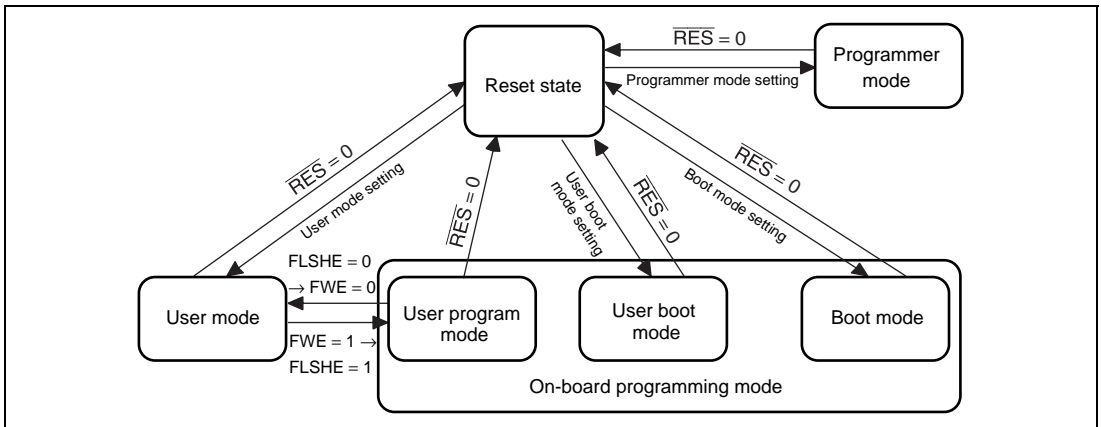 RES = 0
Programmer mode setting
Programmer
mode
Reset state
RES = 0
User mode setting
RES = 0
User boot
mode setting
RES = 0
Boot mode setting
RES = 0
FLSHE = 0
→ FWE = 0
User mode
FWE = 1 →
FLSHE = 1
User program
mode
User boot
mode
Boot mode
On-board programming mode